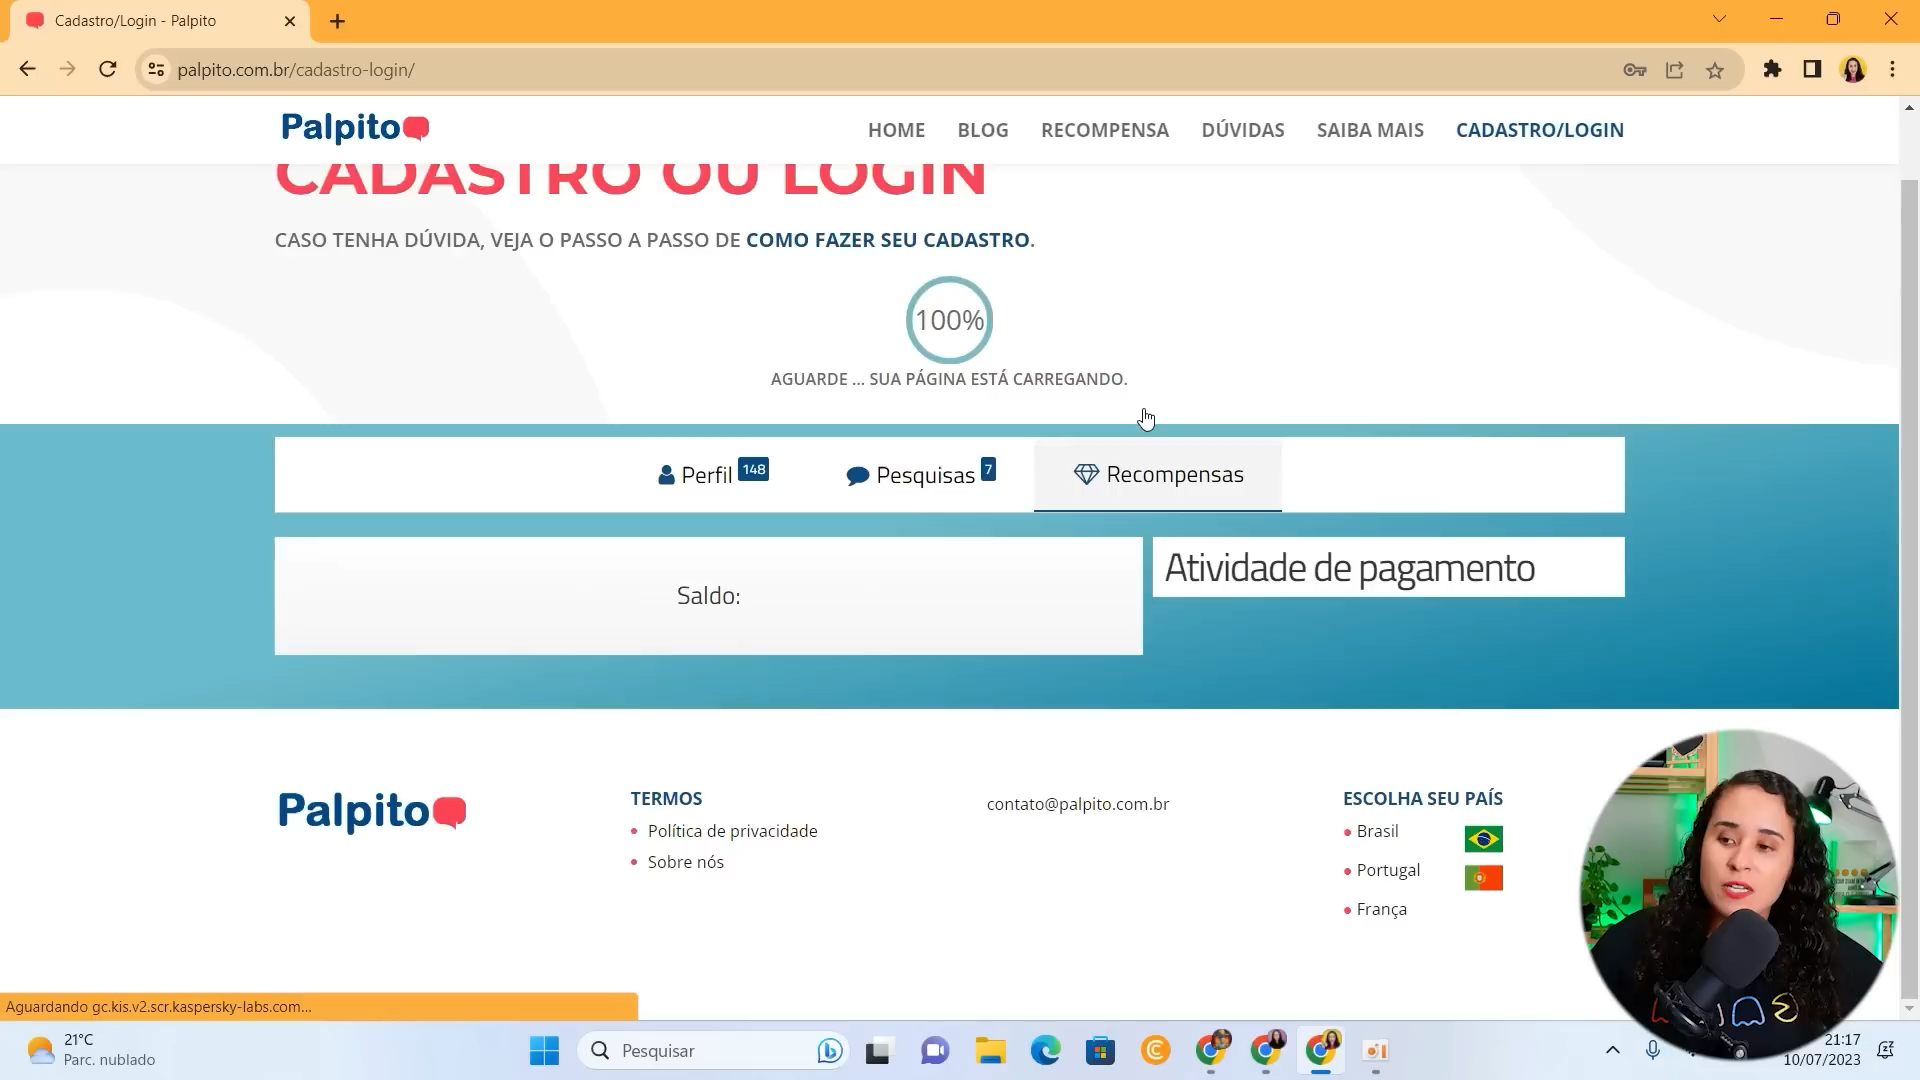 Cadastro/Login - Palpito
palpito.com.br/cadastro-login/
Palpito
HOME
BLOG
RECOMPENSA
DÚVIDAS
SAIBA MAIS
CADASTRO/LOGIN
CADASTRO OU LOGIN
CASO TENHA DÚVIDA, VEJA O PASSO A PASSO DE COMO FAZER SEU CADASTRO.
100%
AGUARDE ... SUA PÁGINA ESTÁ CARREGANDO.
Perfil 148
Pesquisas 7
Recompensas
Saldo:
Atividade de pagamento
Palpito
TERMOS
Política de privacidade
Sobre nós
contato@palpito.com.br
ESCOLHA SEU PAÍS
Brasil
Portugal
França
Aguardando gc.kis.v2.scr.kaspersky-labs.com...
21°C
Parc. nublado
Pesquisar
21:17
10/07/2023